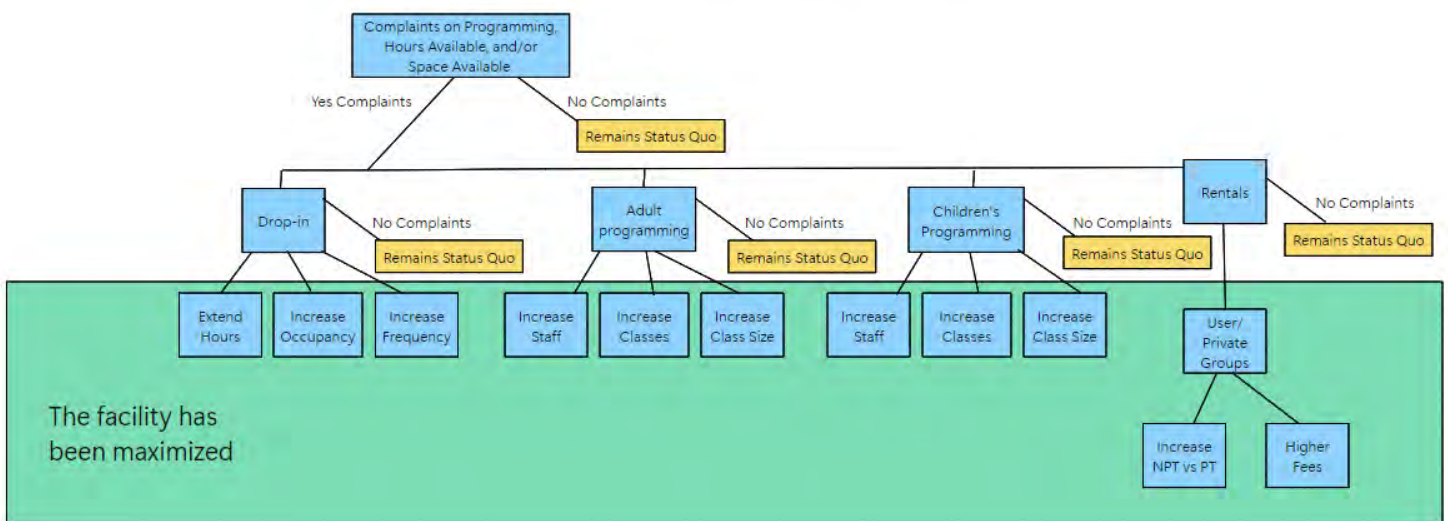 Complaints on Programming,
Hours Available, and/or
Space Available
Yes Complaints
No Complaints
Remains Status Quo
Drop-in
No Complaints
Remains Status Quo
Adult
programming
No Complaints
Remains Status Quo
Children's
Programming
No Complaints
Remains Status Quo
Rentals
No Complaints
Remains Status Quo
Extend
Hours
Increase
Occupancy
Increase
Frequency
Increase
Staff
Increase
Classes
Increase
Class Size
Increase
Staff
Increase
Classes
Increase
Class Size
User/
Private
Groups
The facility has
been maximized
Increase
NPT vs PT
Higher
Fees